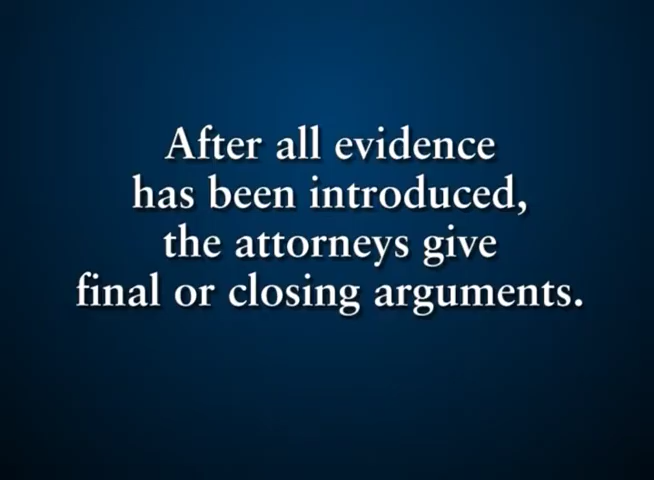 After all evidence
has been introduced,
the attorneys give
final or closing arguments.